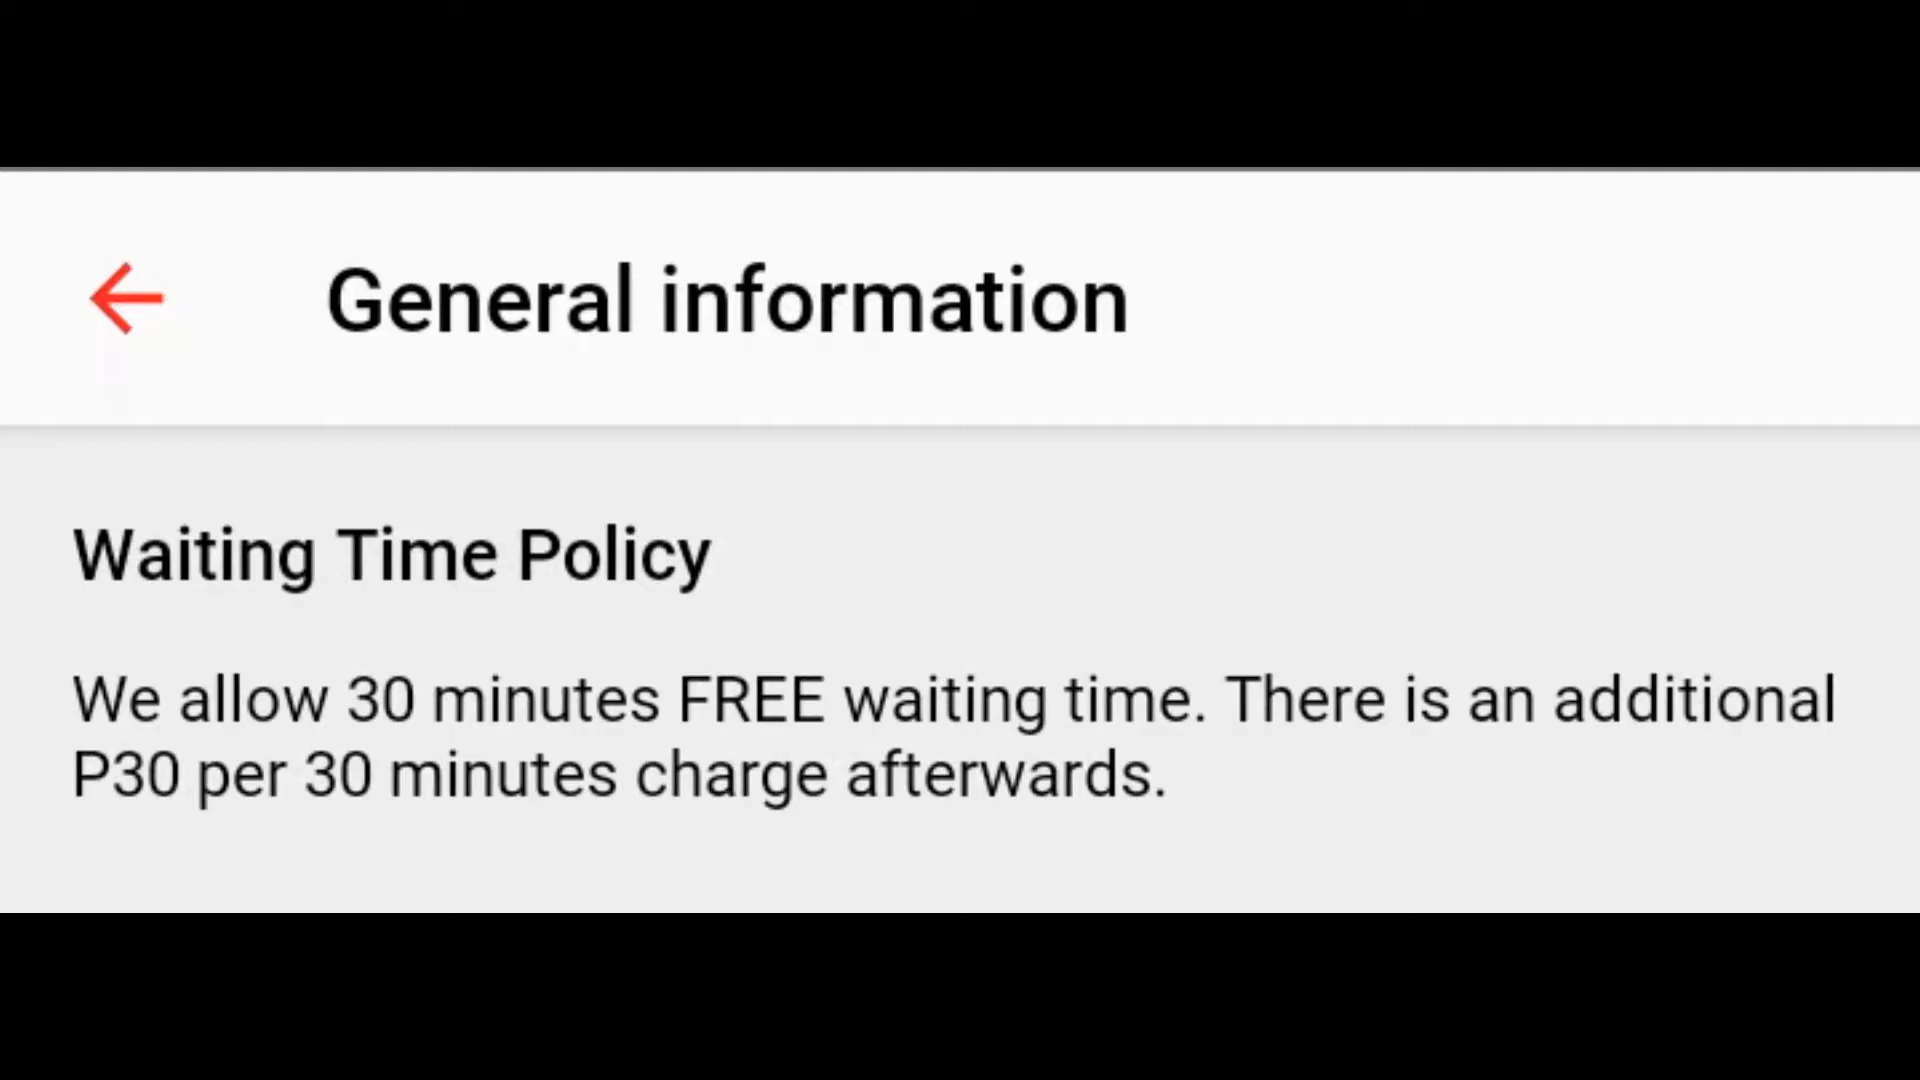 General information
Waiting Time Policy
We allow 30 minutes FREE waiting time. There is an additional
P30 per 30 minutes charge afterwards.